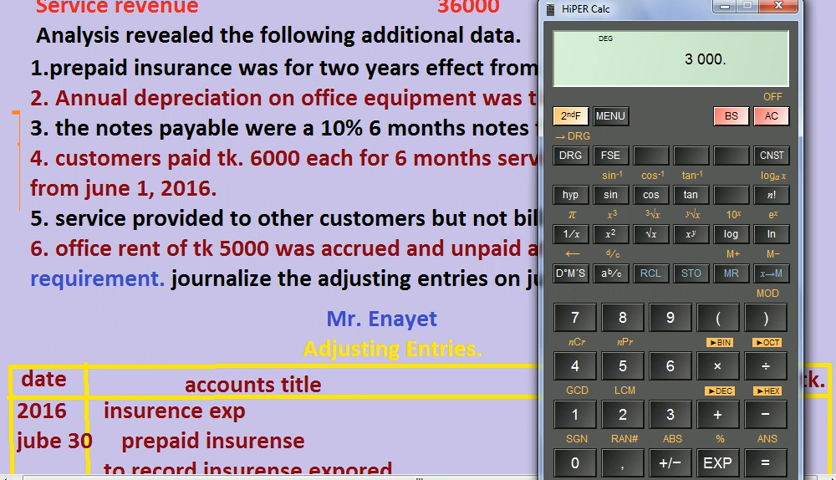 Service revenue 36000
Analysis revealed the following additional data.
1.prepaid insurance was for two years effect from
2. Annual depreciation on office equipment was
3. the notes payable were a 10% 6 months notes
4. customers paid tk. 6000 each for 6 months
from june 1, 2016.
5. service provided to other customers but not
6. office rent of tk 5000 was accrued and unpaid
requirement. journalize the adjusting entries on
Mr. Enayet
Adjusting Entries.
date accounts title tk.
2016 insurence exp
jube 30 prepaid insurense
to record insurense expored
HiPER Calc
DEG
3 000.
OFF
2ndF MENU BS AC
→ DRG
DRG FSE CNST
sin⁻¹ cos⁻¹ tan⁻¹ logₐ x
hyp sin cos tan n!
π x³ ³√x ʸ√x 10ˣ eˣ
1/x x² √x xʸ log ln
← d/c M+ M−
D°M'S a b/c RCL STO MR x→M
MOD
7 8 9 ( )
nCr nPr ►BIN ►OCT
4 5 6 × ÷
GCD LCM ►DEC ►HEX
1 2 3 + −
SGN RAN# ABS % ANS
0 , +/− EXP =